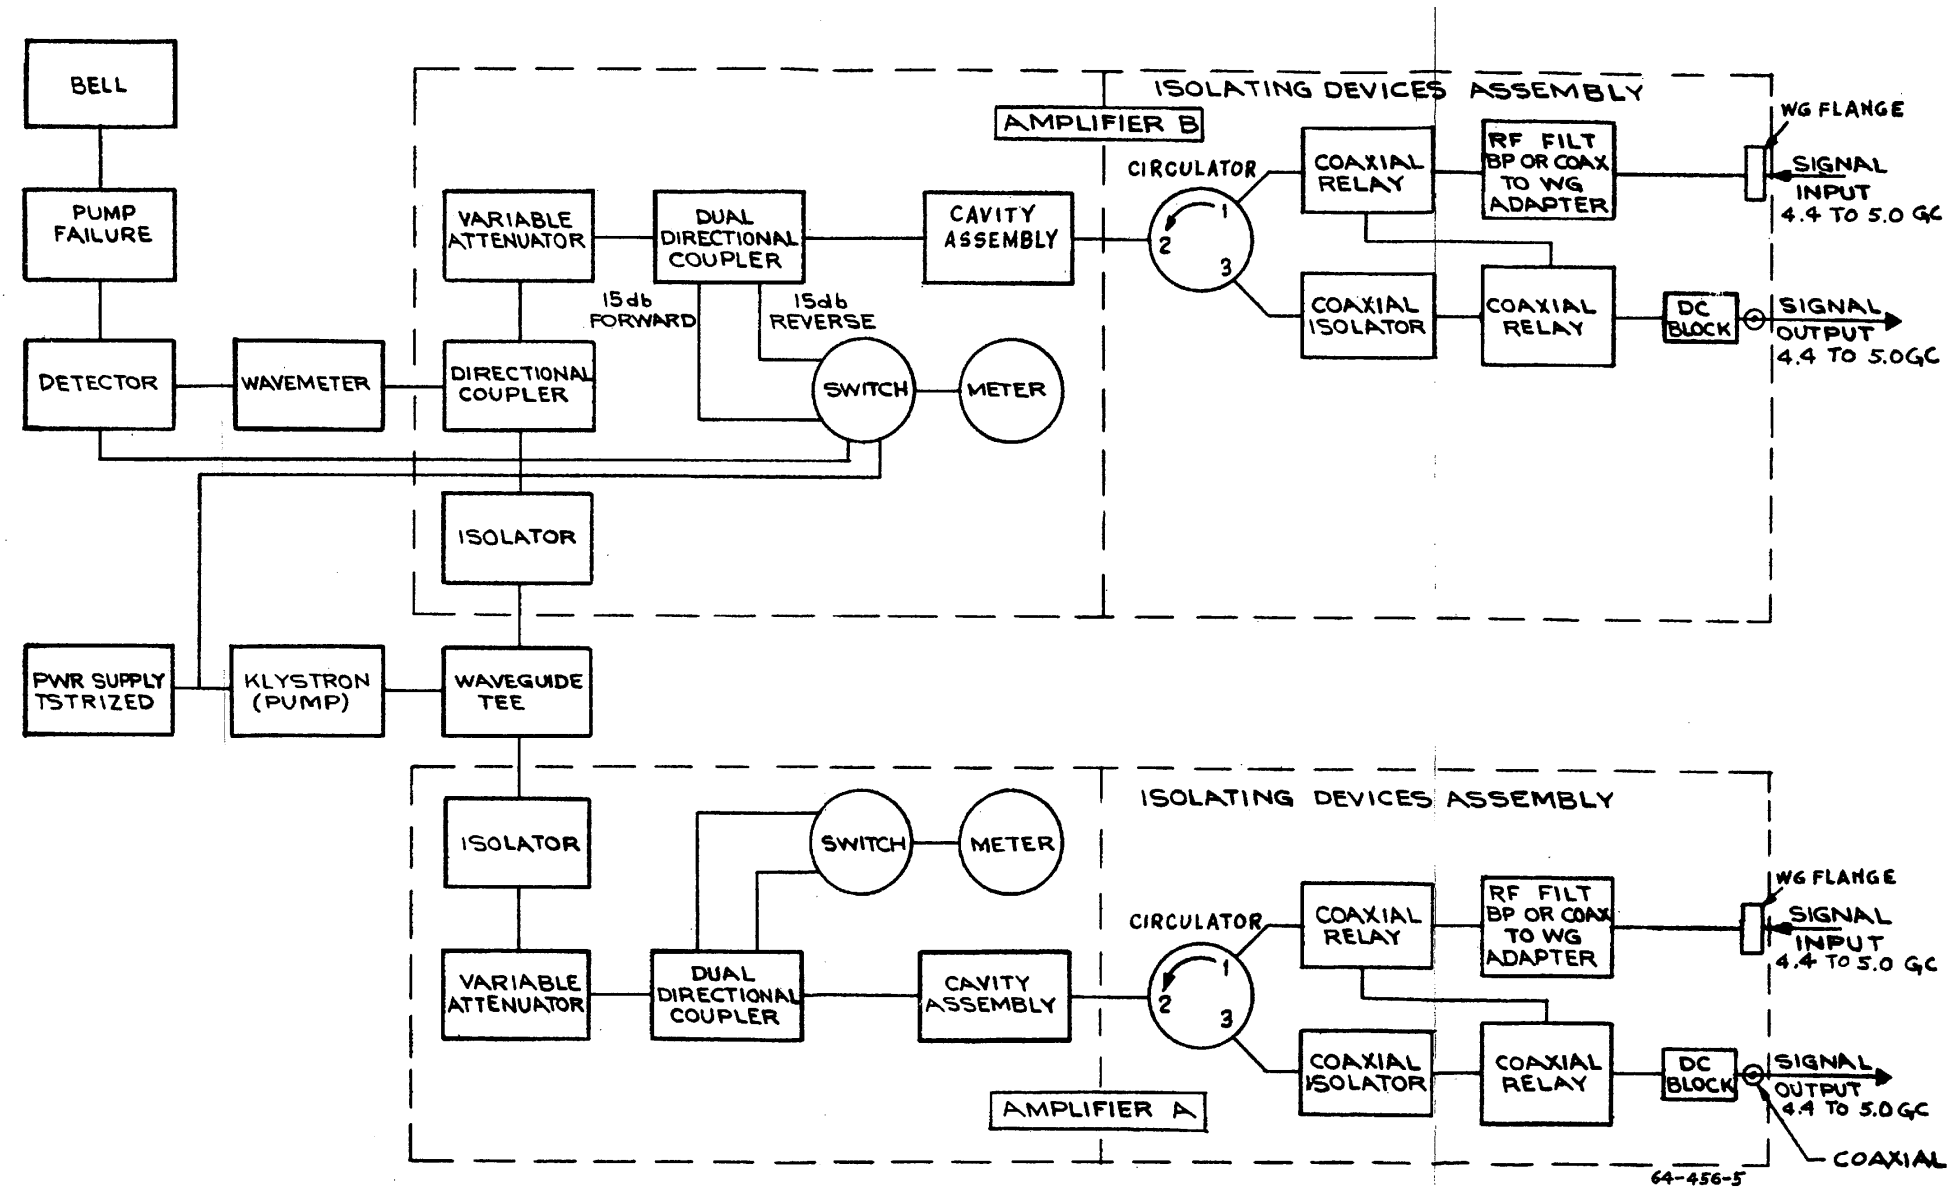 BELL
PUMP
FAILURE
DETECTOR
WAVEMETER
DIRECTIONAL
COUPLER
VARIABLE
ATTENUATOR
DUAL
DIRECTIONAL
COUPLER
15db
FORWARD
15db
REVERSE
SWITCH
METER
CAVITY
ASSEMBLY
AMPLIFIER B
ISOLATING DEVICES ASSEMBLY
CIRCULATOR
1
2
3
COAXIAL
RELAY
RF FILT
BP OR COAX
TO WG
ADAPTER
WG FLANGE
SIGNAL
INPUT
4.4 TO 5.0 GC
COAXIAL
ISOLATOR
COAXIAL
RELAY
DC
BLOCK
SIGNAL
OUTPUT
4.4 TO 5.0GC
ISOLATOR
PWR SUPPLY
TSTRIZED
KLYSTRON
(PUMP)
WAVEGUIDE
TEE
ISOLATOR
SWITCH
METER
VARIABLE
ATTENUATOR
DUAL
DIRECTIONAL
COUPLER
CAVITY
ASSEMBLY
AMPLIFIER A
ISOLATING DEVICES ASSEMBLY
CIRCULATOR
1
2
3
COAXIAL
RELAY
RF FILT
BP OR COAX
TO WG
ADAPTER
WG FLANGE
SIGNAL
INPUT
4.4 TO 5.0 GC
COAXIAL
ISOLATOR
COAXIAL
RELAY
DC
BLOCK
SIGNAL
OUTPUT
4.4 TO 5.0 GC
COAXIAL
64-456-5